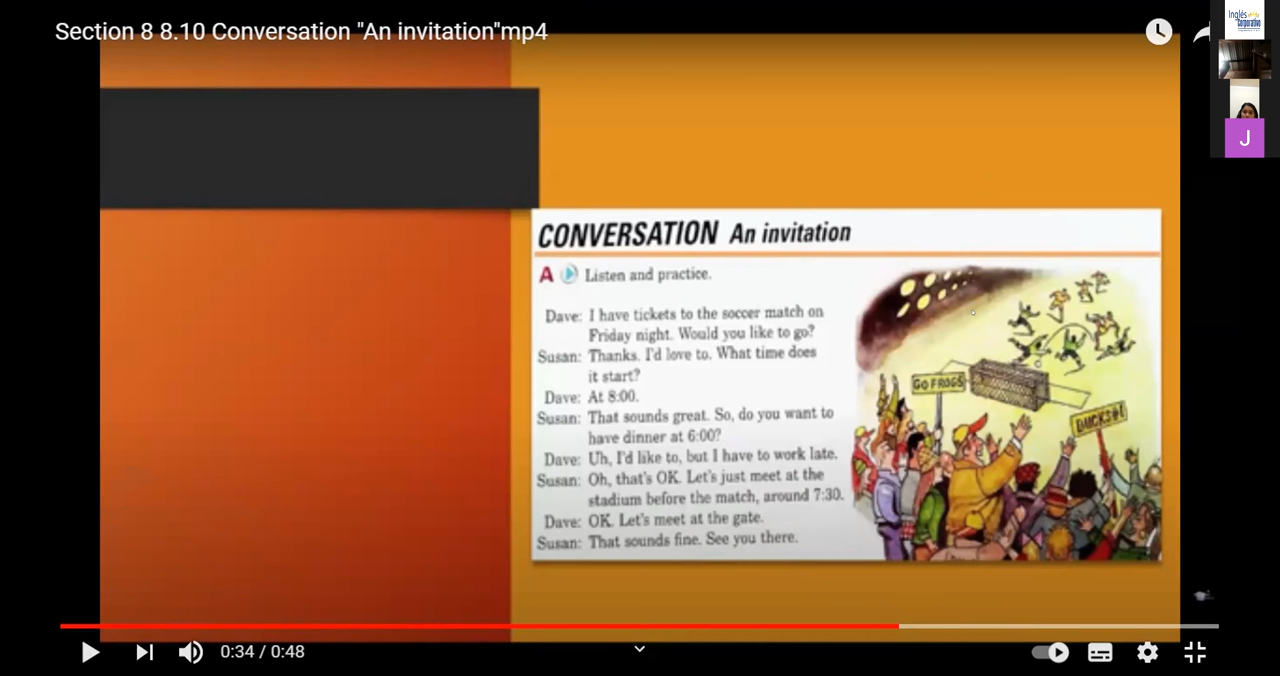 Section 8 8.10 Conversation "An invitation"mp4
Inglés
corporativo
J
CONVERSATION An invitation
A Listen and practice.
Dave: I have tickets to the soccer match on
Friday night. Would you like to go?
Susan: Thanks. I'd love to. What time does
it start?
Dave: At 8:00.
Susan: That sounds great. So, do you want to
have dinner at 6:00?
Dave: Uh, I'd like to, but I have to work late.
Susan: Oh, that's OK. Let's just meet at the
stadium before the match, around 7:30.
Dave: OK. Let's meet at the gate.
Susan: That sounds fine. See you there.
GO FROGS
0:34 / 0:48